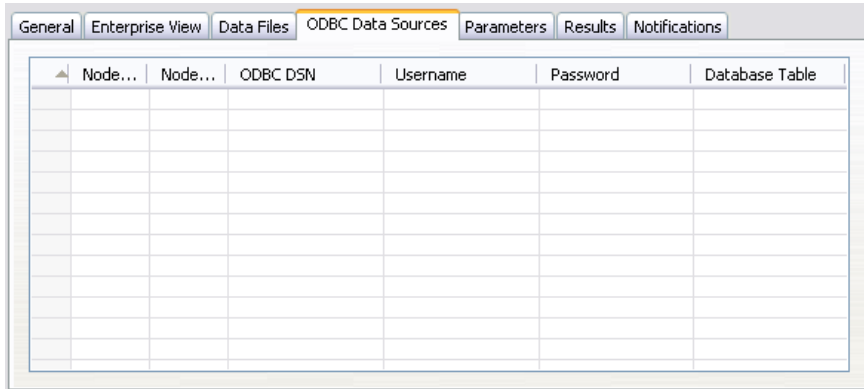 General Enterprise View Data Files ODBC Data Sources Parameters Results Notifications
Node... Node... ODBC DSN Username Password Database Table